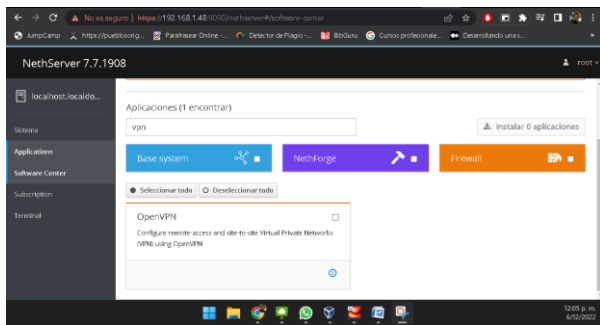 No es seguro | https://192.168.1.48:9090/nethserver#/software-center
JumpCamp
https://pueblosong...
Parafrasear Online -...
Detector de Plagio -...
BibGuru
Cursos profesionale...
Desarrollando una s...
NethServer 7.7.1908
root
localhost.localdo...
Sistema
Applications
Software Center
Subscription
Terminal
Aplicaciones (1 encontrar)
vpn
Instalar 0 aplicaciones
Base system
NethForge
Firewall
Seleccionar todo
Deseleccionar todo
OpenVPN
Configure remote-access and site-to-site Virtual Private Networks
(VPN) using OpenVPN
12:05 p. m.
6/12/2022